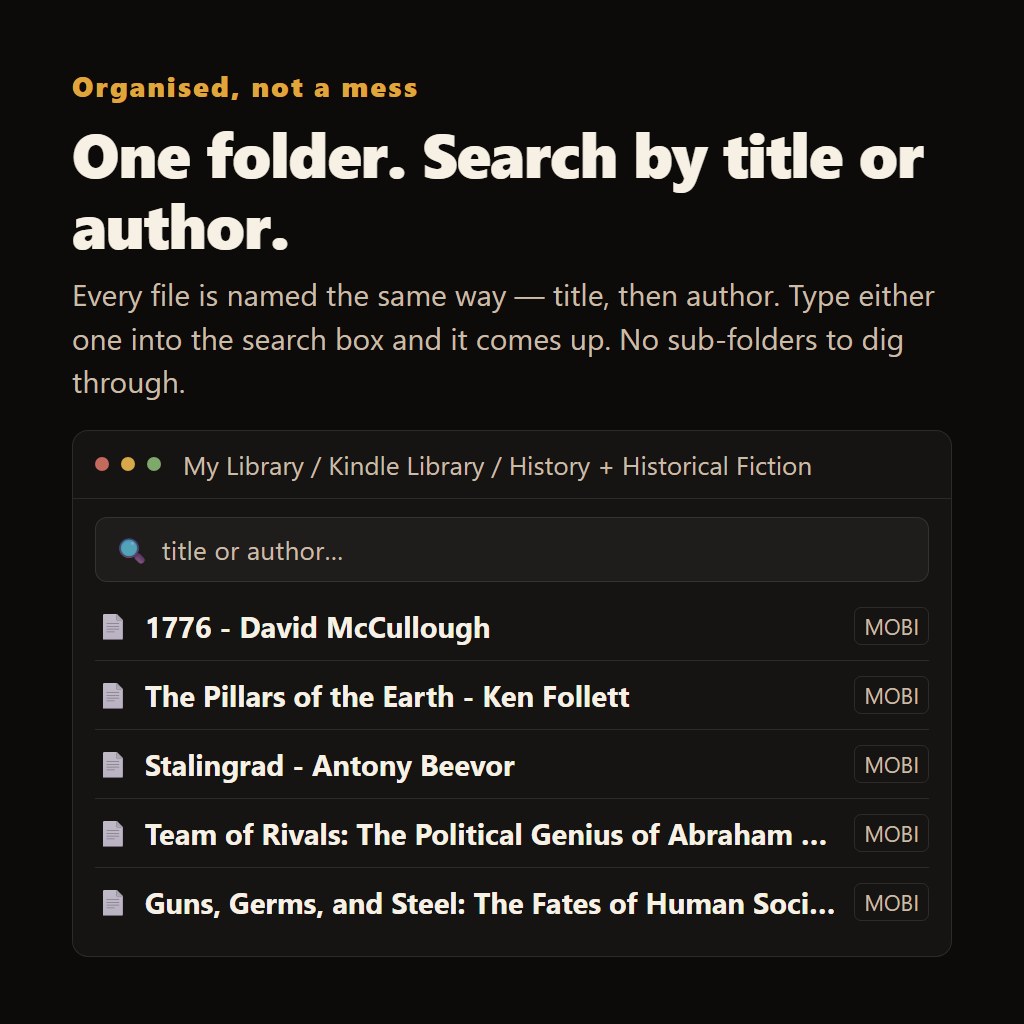 Organised, not a mess
One folder. Search by title or
author.
Every file is named the same way — title, then author. Type either
one into the search box and it comes up. No sub-folders to dig
through.
My Library / Kindle Library / History + Historical Fiction
title or author...
1776 - David McCullough MOBI
The Pillars of the Earth - Ken Follett MOBI
Stalingrad - Antony Beevor MOBI
Team of Rivals: The Political Genius of Abraham ... MOBI
Guns, Germs, and Steel: The Fates of Human Soci... MOBI